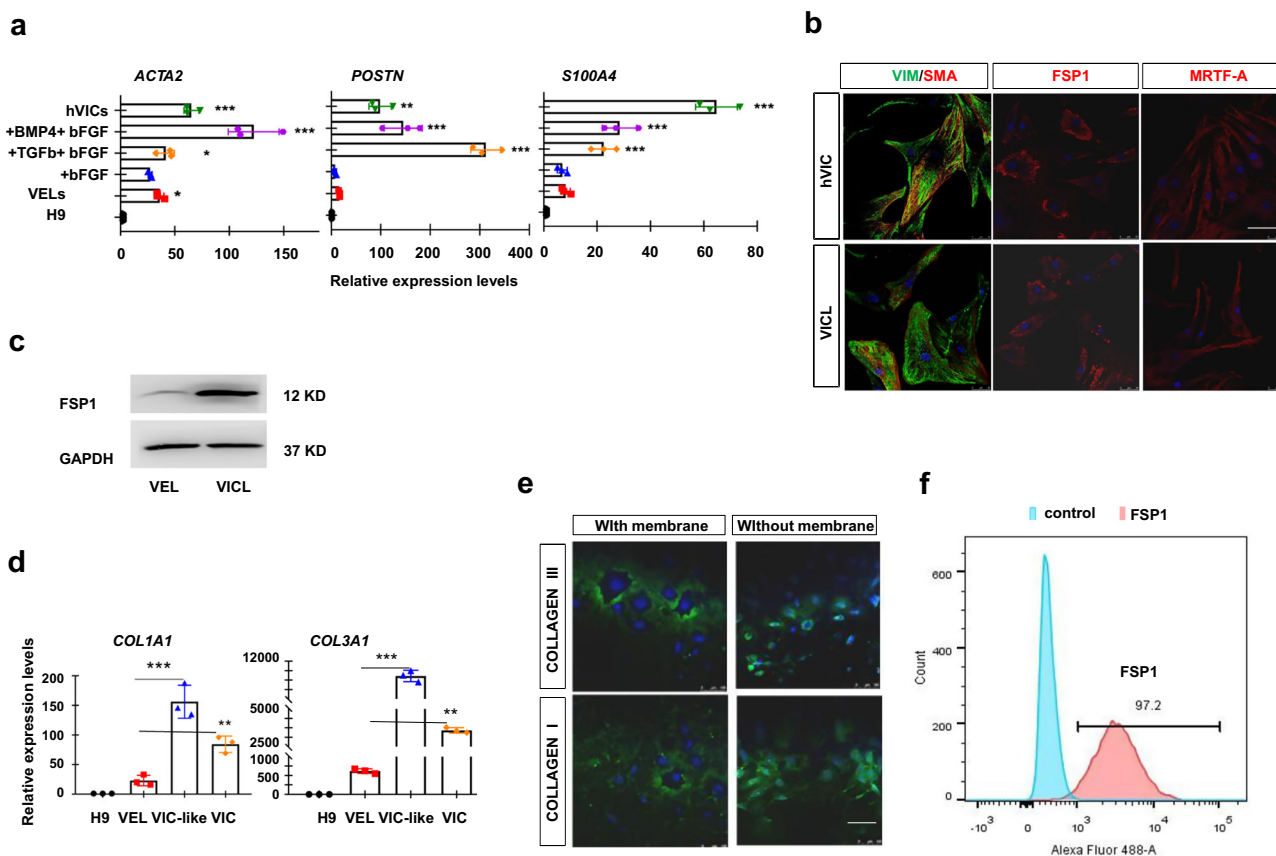 a
ACTA2 POSTN S100A4
hVICs *** ** ***
+BMP4+ bFGF *** *** ***
+TGFb+ bFGF * *** ***
+bFGF
VELs *
H9
0 50 100 150 0 100 200 300 400 0 20 40 60 80
Relative expression levels
b
VIM/SMA FSP1 MRTF-A
hVIC
VICL
c
FSP1 12 KD
GAPDH 37 KD
VEL VICL
d
COL1A1 COL3A1
Relative expression levels
200
150
100
50
0
*** **
12000
5000
2500
1000
500
0
*** **
H9 VEL VIC-like VIC H9 VEL VIC-like VIC
e
WIth membrane WIthout membrane
COLLAGEN III
COLLAGEN I
f
control FSP1
Count
600
400
200
0
FSP1
97.2
-10³ 0 10³ 10⁴ 10⁵
Alexa Fluor 488-A